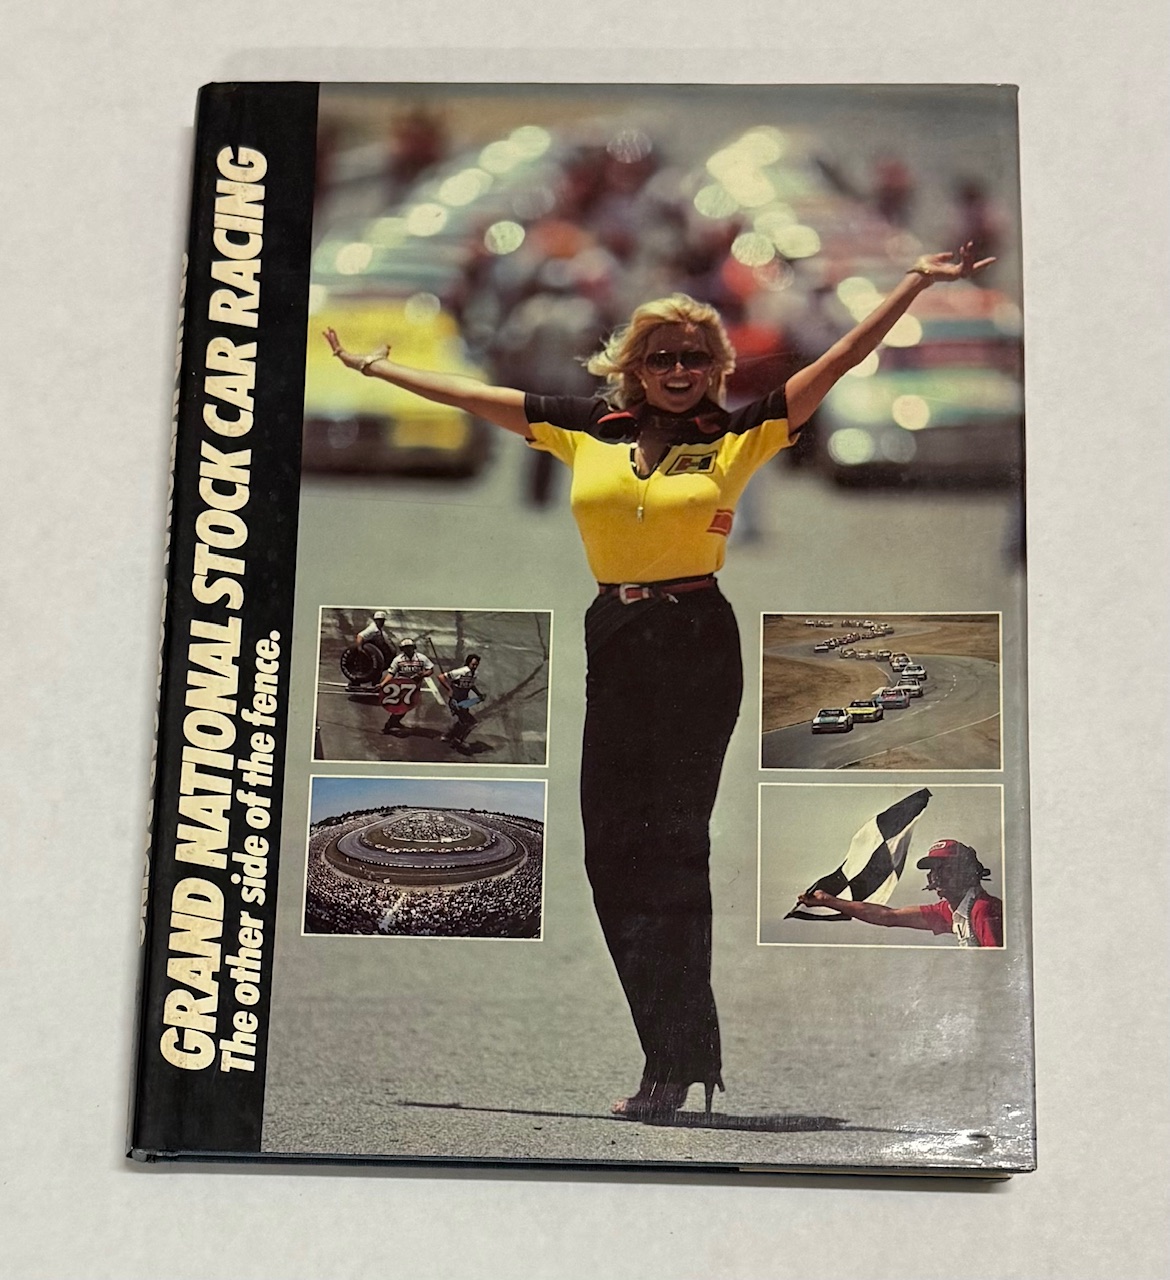 GRAND NATIONAL STOCK CAR RACING
The other side of the fence.
27